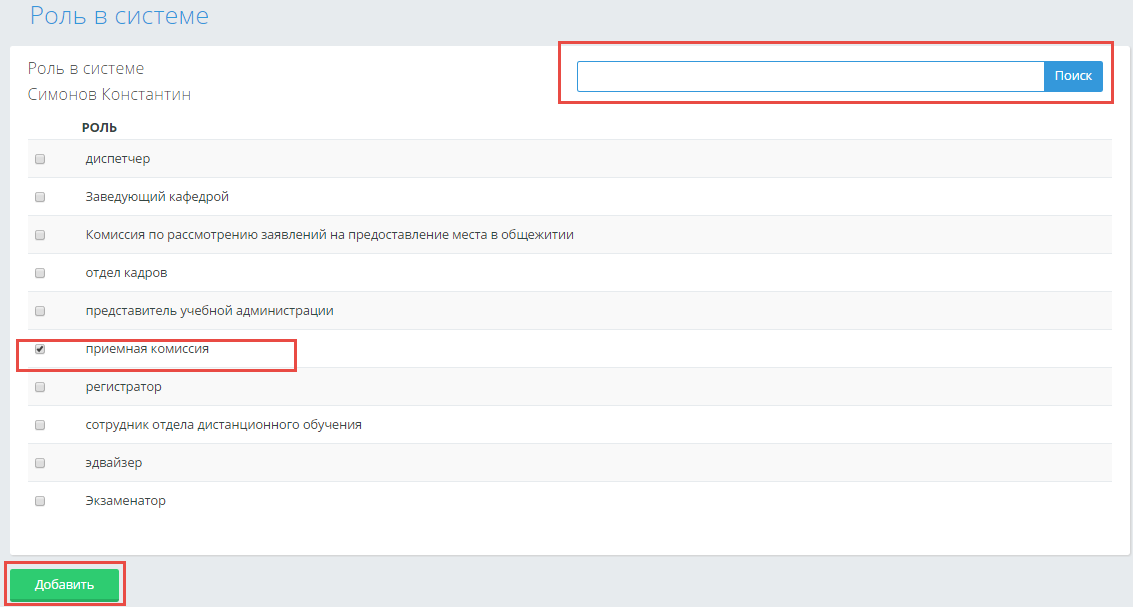 Роль в системе
Роль в системе
Поиск
Симонов Константин
РОЛЬ
диспетчер
Заведующий кафедрой
Комиссия по рассмотрению заявлений на предоставление места в общежитии
отдел кадров
представитель учебной администрации
приемная комиссия
регистратор
сотрудник отдела дистанционного обучения
эдвайзер
Экзаменатор
Добавить